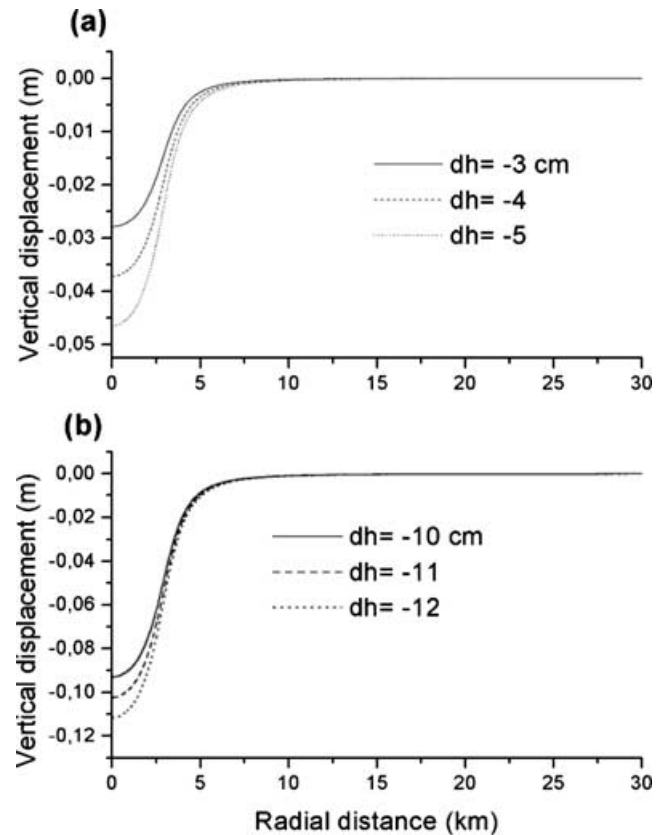 (a)
Vertical displacement (m)
0,00
-0,01
-0,02
-0,03
-0,04
-0,05
dh= -3 cm
dh= -4
dh= -5
0 5 10 15 20 25 30
(b)
Vertical displacement (m)
0,00
-0,02
-0,04
-0,06
-0,08
-0,10
-0,12
dh= -10 cm
dh= -11
dh= -12
0 5 10 15 20 25 30
Radial distance (km)